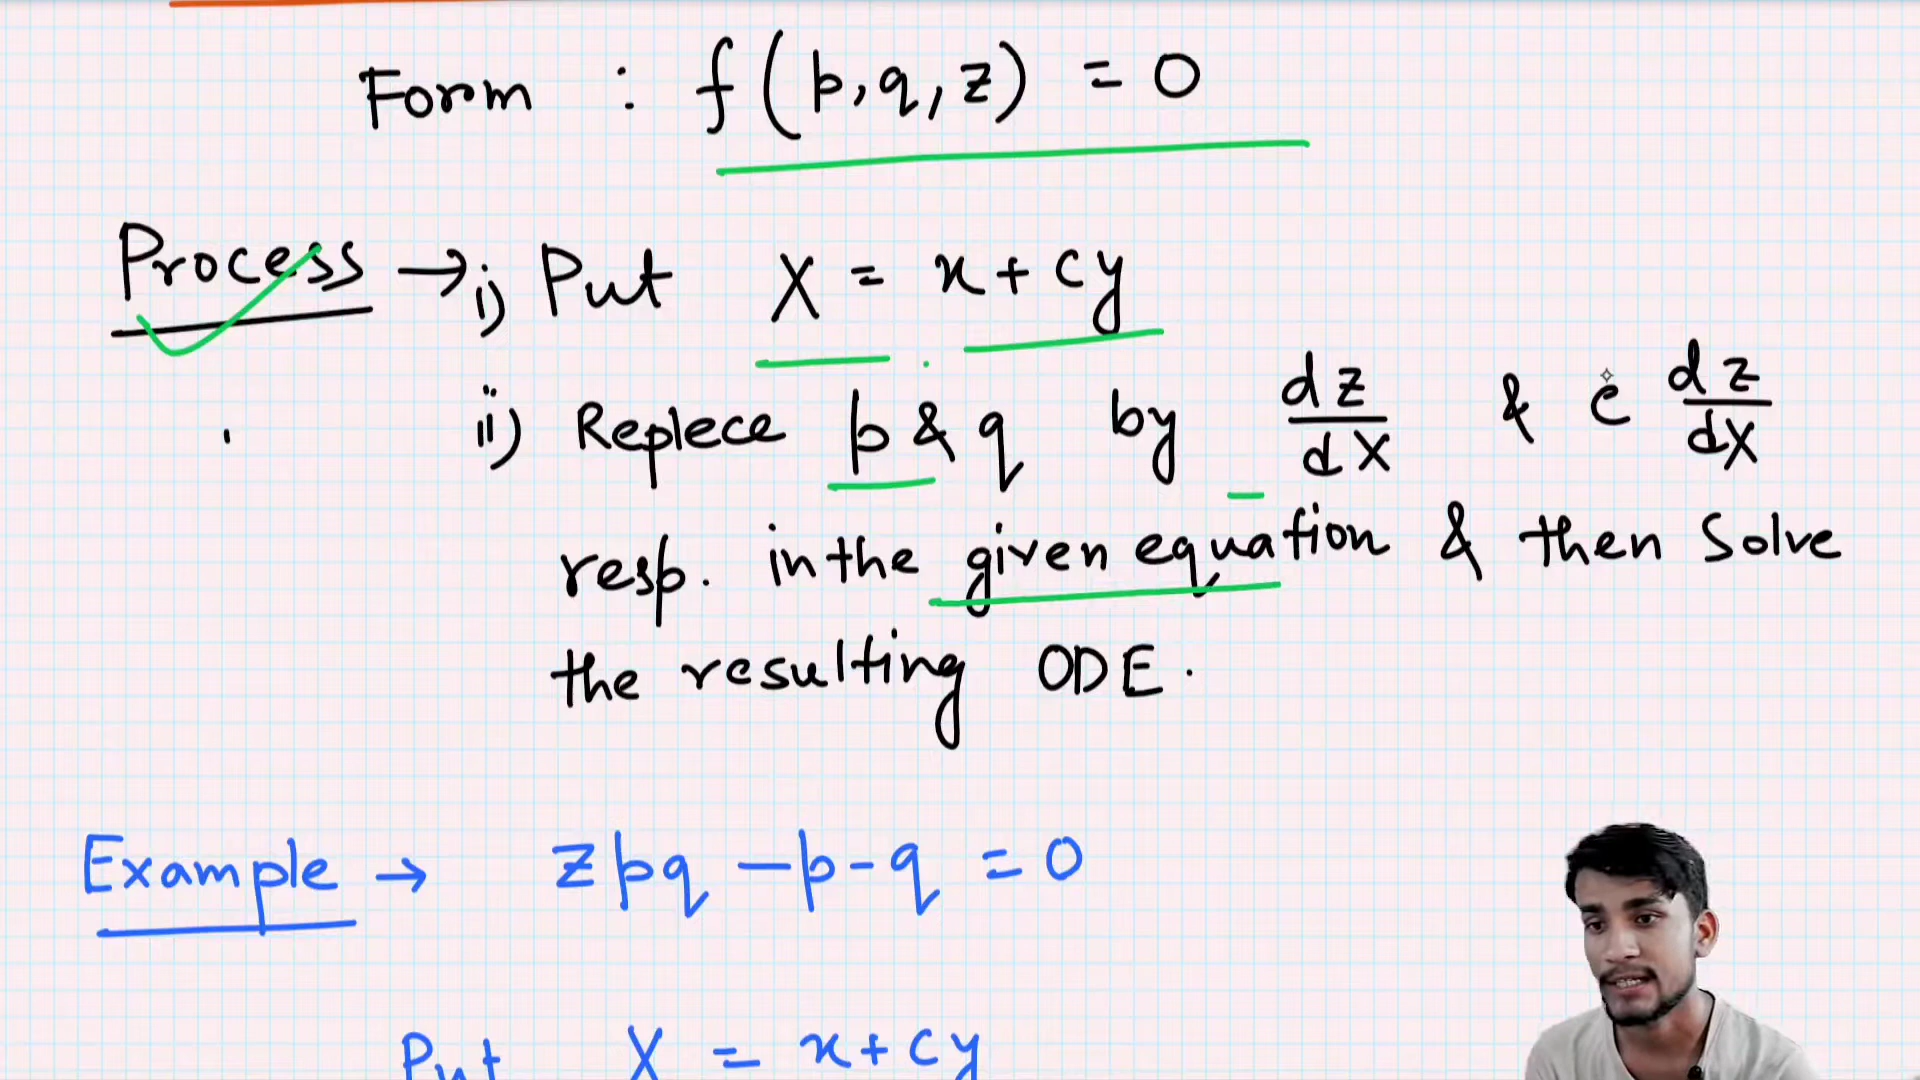 Form : f(p,q,z) = 0
Process → i) Put X = x + cy
ii) Replece p & q by dz/dX & c dz/dX
resp. in the given equation & then solve
the resulting ODE.
Example → zpq - p - q = 0
Put X = x + cy